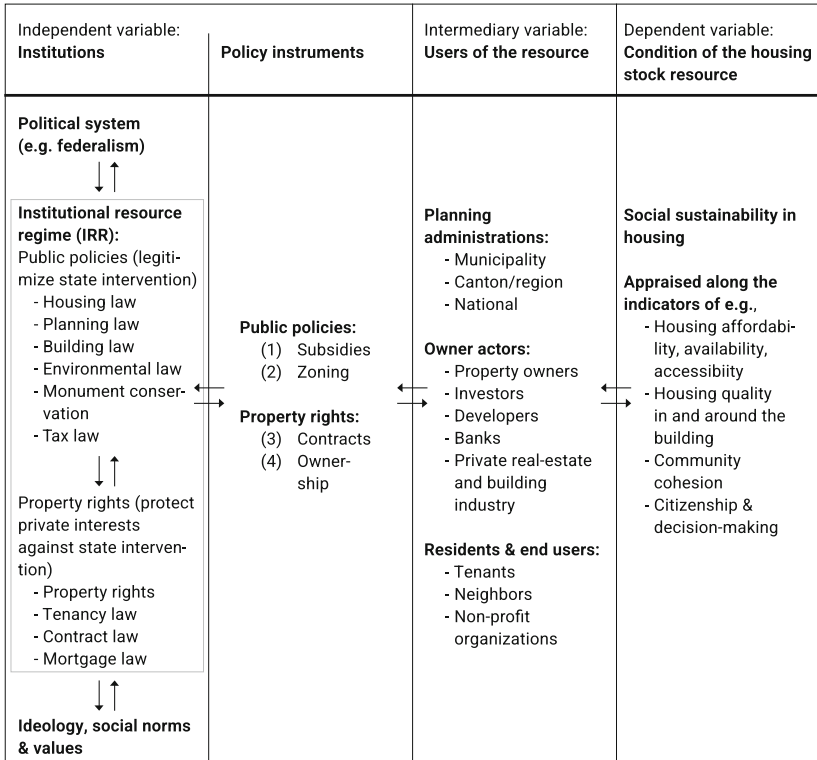 Independent variable:
Institutions
Policy instruments
Intermediary variable:
Users of the resource
Dependent variable:
Condition of the housing
stock resource
Political system
(e.g. federalism)
Institutional resource
regime (IRR):
Public policies (legiti-
mize state intervention)
- Housing law
- Planning law
- Building law
- Environmental law
- Monument conser-
vation
- Tax law
Property rights (protect
private interests
against state interven-
tion)
- Property rights
- Tenancy law
- Contract law
- Mortgage law
Ideology, social norms
& values
Public policies:
(1) Subsidies
(2) Zoning
Property rights:
(3) Contracts
(4) Owner-
ship
Planning
administrations:
- Municipality
- Canton/region
- National
Owner actors:
- Property owners
- Investors
- Developers
- Banks
- Private real-estate
and building
industry
Residents & end users:
- Tenants
- Neighbors
- Non-profit
organizations
Social sustainability in
housing
Appraised along the
indicators of e.g.,
- Housing affordabi-
lity, availability,
accessibiity
- Housing quality
in and around the
building
- Community
cohesion
- Citizenship &
decision-making